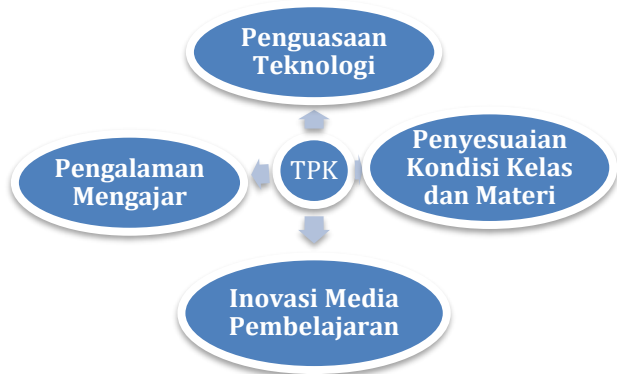 Penguasaan
Teknologi
Pengalaman
Mengajar
TPK
Penyesuaian
Kondisi Kelas
dan Materi
Inovasi Media
Pembelajaran